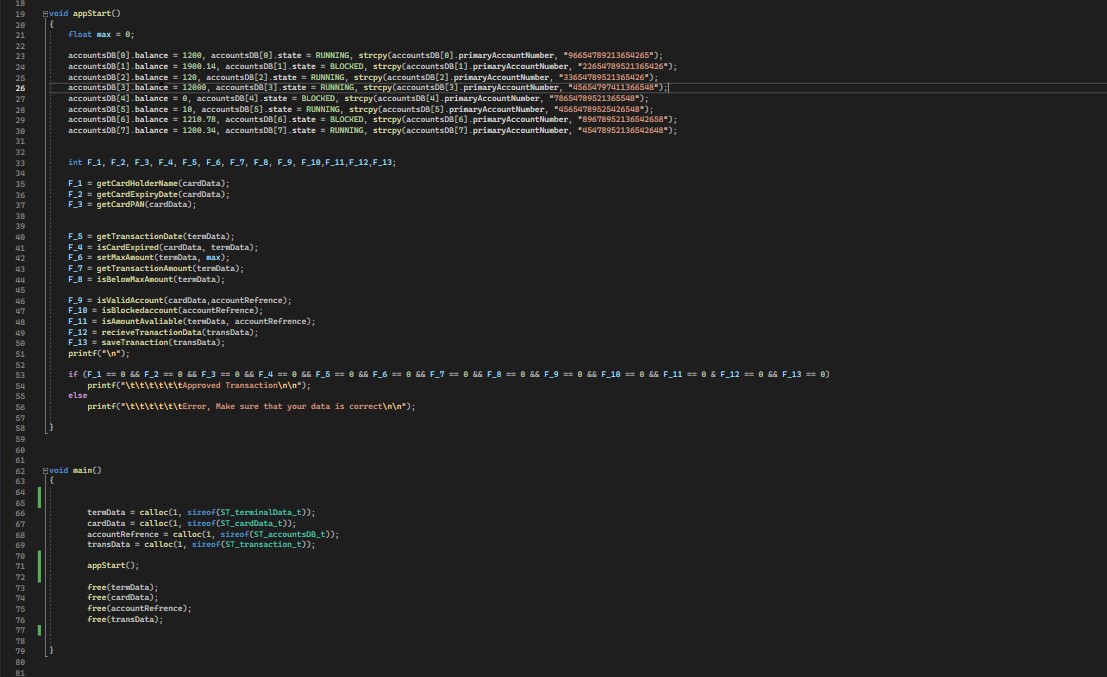 18
19 void appStart()
20 {
21 float max = 0;
22
23 accountsDB[0].balance = 1200, accountsDB[0].state = RUNNING, strcpy(accountsDB[0].primaryAccountNumber, "96654789213654265");
24 accountsDB[1].balance = 1900.14, accountsDB[1].state = BLOCKED, strcpy(accountsDB[1].primaryAccountNumber, "22654789521365426");
25 accountsDB[2].balance = 120, accountsDB[2].state = RUNNING, strcpy(accountsDB[2].primaryAccountNumber, "33654789521365426");
26 accountsDB[3].balance = 12000, accountsDB[3].state = RUNNING, strcpy(accountsDB[3].primaryAccountNumber, "45654797411366548");
27 accountsDB[4].balance = 0, accountsDB[4].state = BLOCKED, strcpy(accountsDB[4].primaryAccountNumber, "78654789521365548");
28 accountsDB[5].balance = 10, accountsDB[5].state = RUNNING, strcpy(accountsDB[5].primaryAccountNumber, "45654789525426548");
29 accountsDB[6].balance = 1210.78, accountsDB[6].state = BLOCKED, strcpy(accountsDB[6].primaryAccountNumber, "896789952136542658");
30 accountsDB[7].balance = 1200.34, accountsDB[7].state = RUNNING, strcpy(accountsDB[7].primaryAccountNumber, "454789952136542648");
31
32
33 int F_1, F_2, F_3, F_4, F_5, F_6, F_7, F_8, F_9, F_10,F_11,F_12,F_13;
34
35 F_1 = getCardHolderName(cardData);
36 F_2 = getCardExpiryDate(cardData);
37 F_3 = getCardPAN(cardData);
38
39
40 F_5 = getTransactionDate(termData);
41 F_4 = isCardExpired(cardData, termData);
42 F_6 = setMaxAmount(termData, max);
43 F_7 = getTransactionAmount(termData);
44 F_8 = isBelowMaxAmount(termData);
45
46 F_9 = isValidAccount(cardData,accountRefrence);
47 F_10 = isBlockedaccount(accountRefrence);
48 F_11 = isAmountAvaliable(termData, accountRefrence);
49 F_12 = recieveTranactionData(transData);
50 F_13 = saveTranaction(transData);
51 printf("\n");
52
53 if (F_1 == 0 && F_2 == 0 && F_3 == 0 && F_4 == 0 && F_5 == 0 && F_6 == 0 && F_7 == 0 && F_8 == 0 && F_9 == 0 && F_10 == 0 && F_11 == 0 & F_12 == 0 && F_13 == 0)
54 printf("\t\t\t\t\t\tApproved Transaction\n\n");
55 else
56 printf("\t\t\t\t\t\tError, Make sure that your data is correct\n\n");
57
58 }
59
60
61
62 void main()
63 {
64
65
66 termData = calloc(1, sizeof(ST_terminalData_t));
67 cardData = calloc(1, sizeof(ST_cardData_t));
68 accountRefrence = calloc(1, sizeof(ST_accountsDB_t));
69 transData = calloc(1, sizeof(ST_transaction_t));
70
71 appStart();
72
73 free(termData);
74 free(cardData);
75 free(accountRefrence);
76 free(transData);
77
78
79 }
80
81